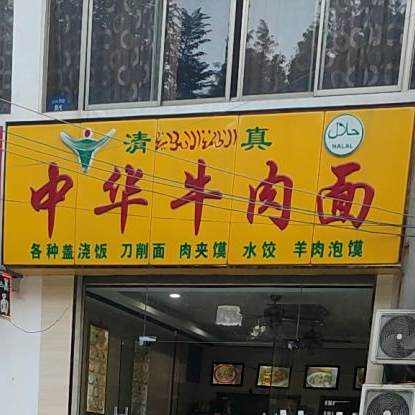 清 真
حلال
HALAL
中华牛肉面
各种盖浇饭 刀削面 肉夹馍 水饺 羊肉泡馍